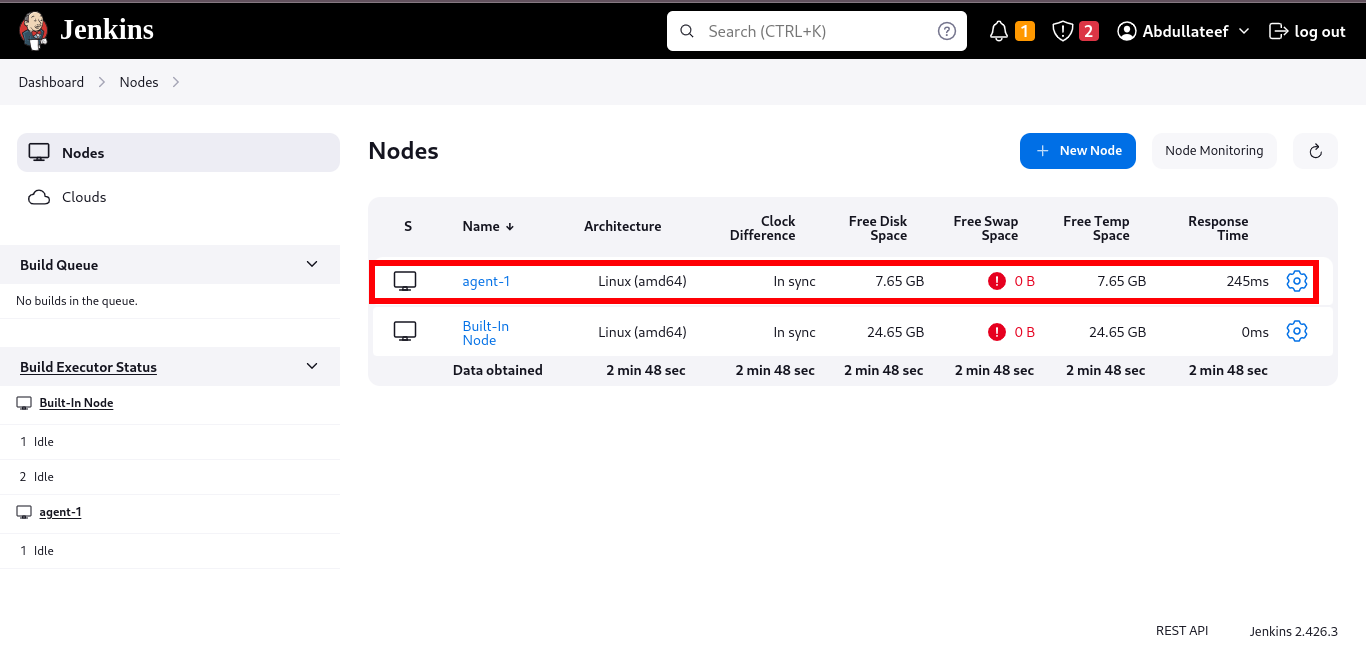 Jenkins
Search (CTRL+K)
?
1
2
Abdullateef
log out
Dashboard
Nodes
Nodes
Clouds
Build Queue
No builds in the queue.
Build Executor Status
Built-In Node
1 Idle
2 Idle
agent-1
1 Idle
Nodes
+ New Node
Node Monitoring
S Name ↓ Architecture Clock Difference Free Disk Space Free Swap Space Free Temp Space Response Time
agent-1 Linux (amd64) In sync 7.65 GB ! 0 B 7.65 GB 245ms
Built-In Node Linux (amd64) In sync 24.65 GB ! 0 B 24.65 GB 0ms
Data obtained 2 min 48 sec 2 min 48 sec 2 min 48 sec 2 min 48 sec 2 min 48 sec 2 min 48 sec
REST API
Jenkins 2.426.3